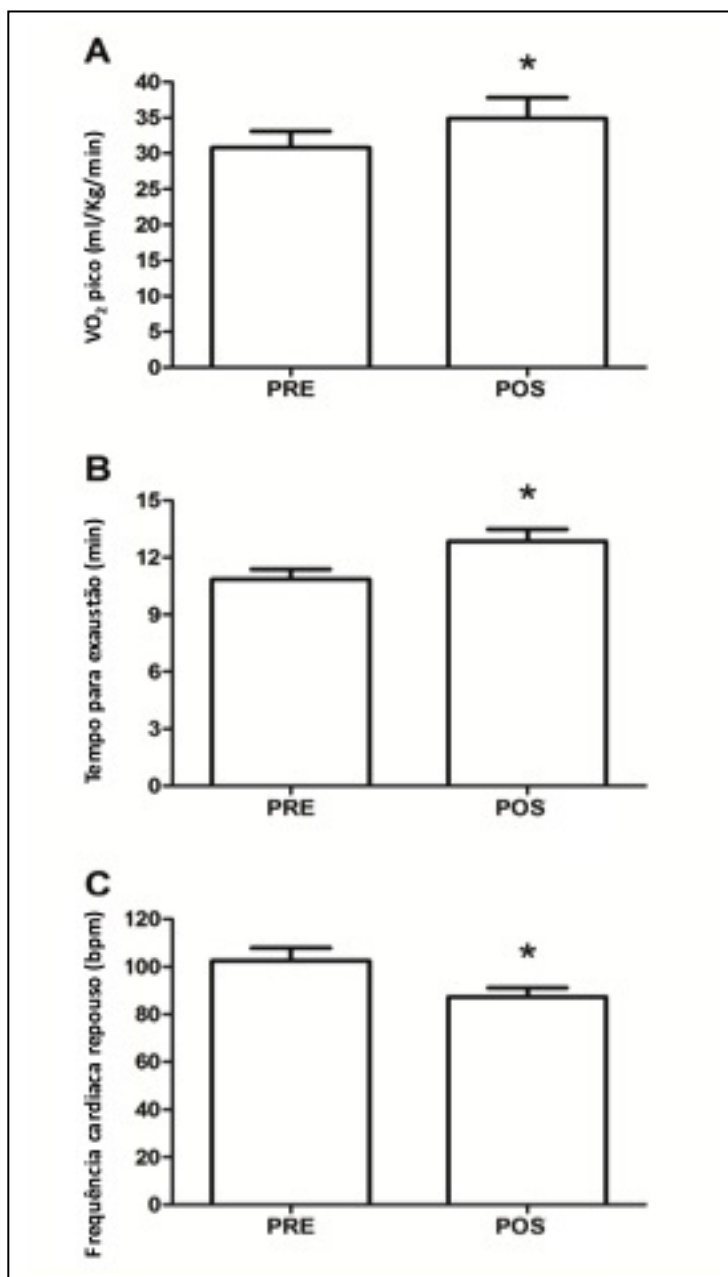 A
*
VO₂ pico (ml/Kg/min)
40
35
30
25
20
15
10
5
0
PRE POS
B
*
Tempo para exaustão (min)
15
12
9
6
3
0
PRE POS
C
*
Frequência cardiaca repouso (bpm)
120
100
80
60
40
20
0
PRE POS